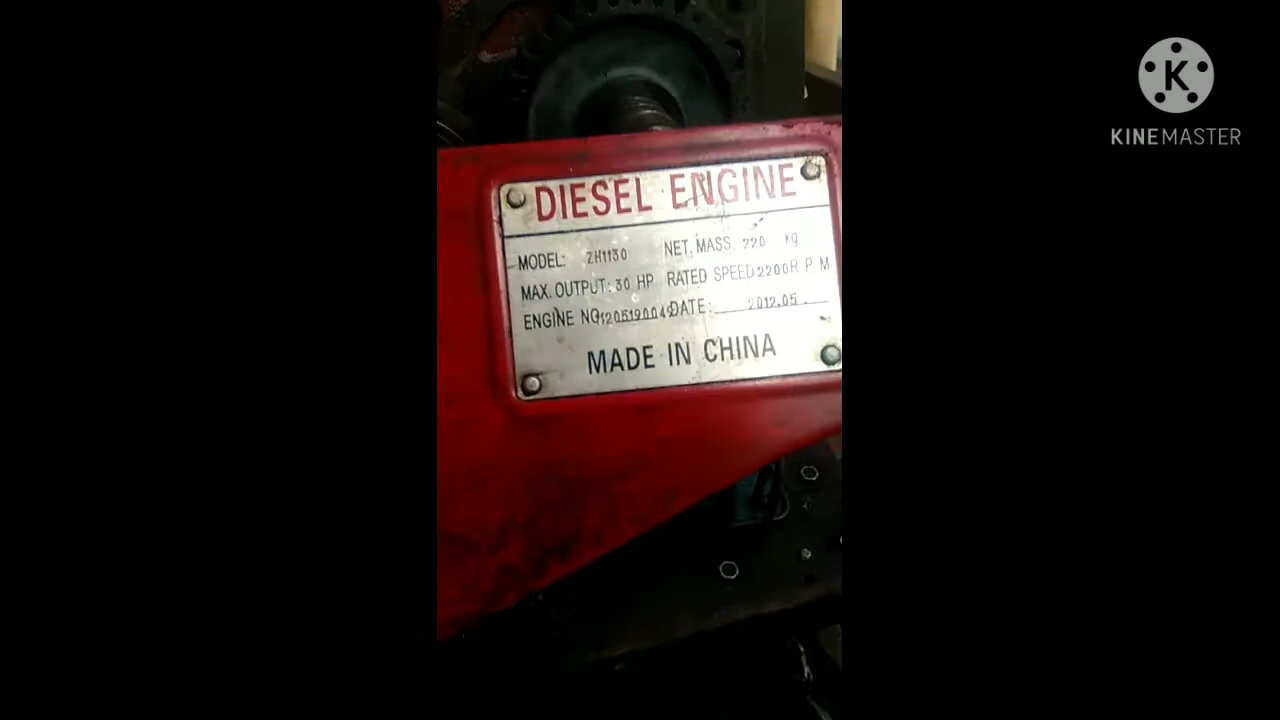 K
KINEMASTER
DIESEL ENGINE
MODEL: ZH1130 NET. MASS 220 Kg
MAX. OUTPUT: 30 HP RATED SPEED 2200R P M
ENGINE NO. DATE: 2012.05
MADE IN CHINA